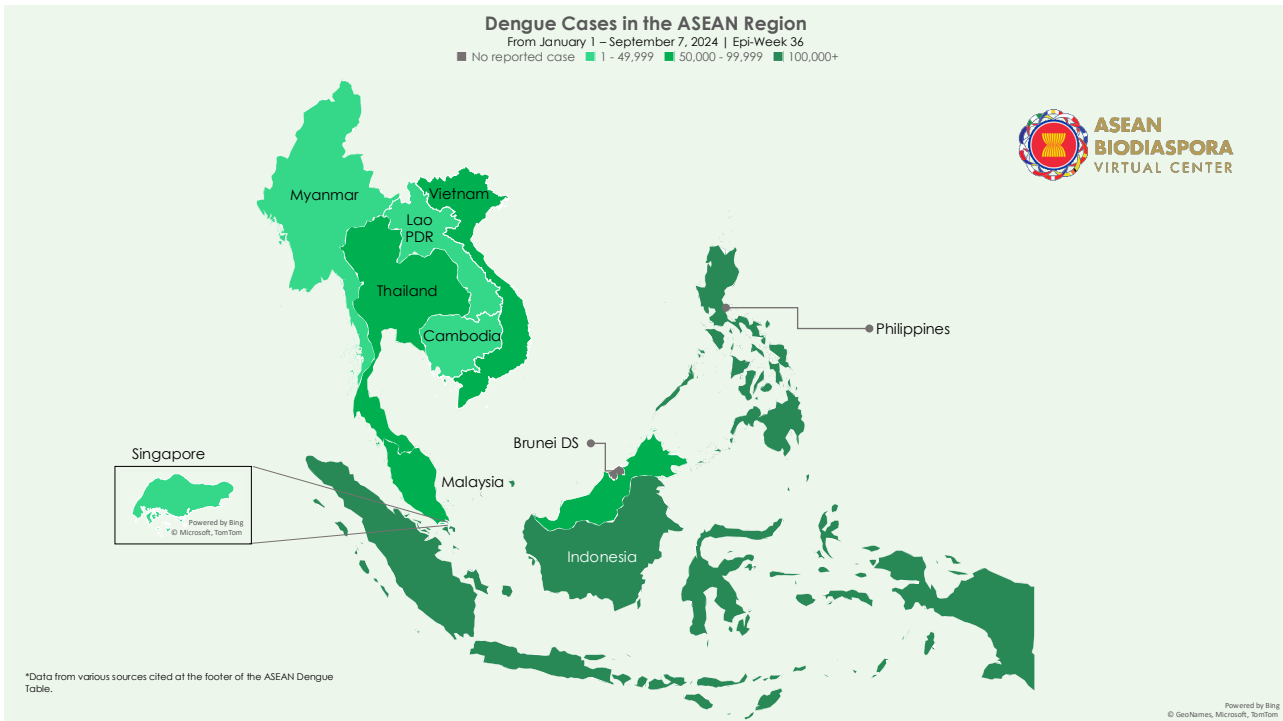 Dengue Cases in the ASEAN Region
From January 1 – September 7, 2024 | Epi-Week 36
No reported case 1 - 49,999 50,000 - 99,999 100,000+
ASEAN
BIODIASPORA
VIRTUAL CENTER
Myanmar
Vietnam
Lao
PDR
Thailand
Cambodia
Philippines
Brunei DS
Singapore
Malaysia
Powered by Bing
© Microsoft, TomTom
Indonesia
*Data from various sources cited at the footer of the ASEAN Dengue
Table.
Powered by Bing
© GeoNames, Microsoft, TomTom